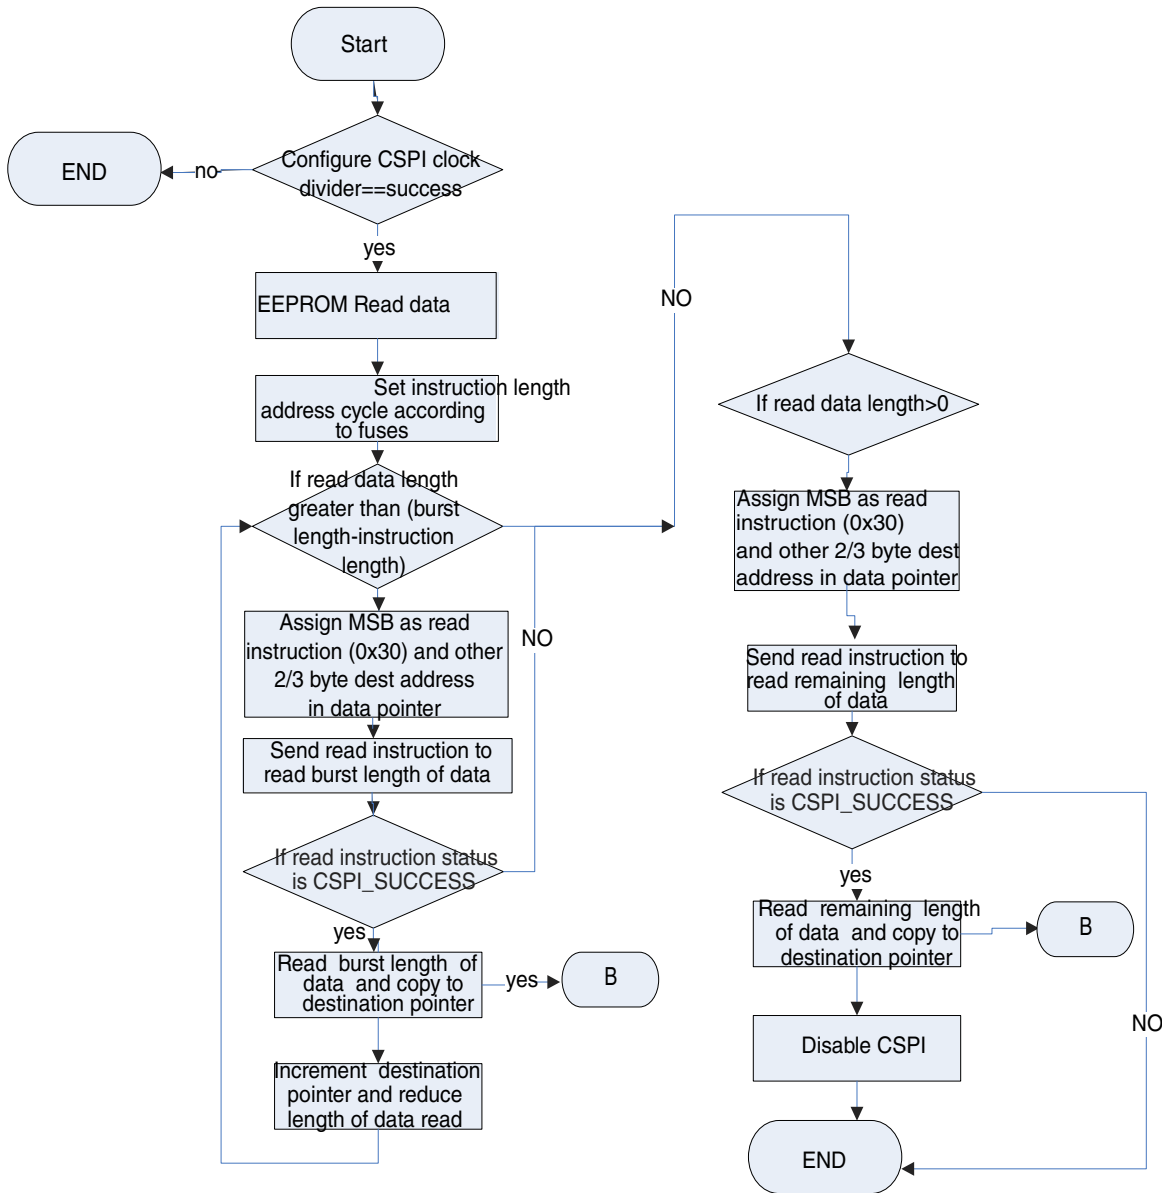 Start
Configure CSPI clock
divider==success
no
END
yes
EEPROM Read data
Set instruction length
address cycle according
to fuses
If read data length
greater than (burst
length-instruction
length)
Assign MSB as read
instruction (0x30) and other
2/3 byte dest address
in data pointer
NO
Send read instruction to
read burst length of data
If read instruction status
is CSPI_SUCCESS
yes
Read burst length of
data and copy to
destination pointer
yes
B
Increment destination
pointer and reduce
length of data read
NO
If read data length>0
Assign MSB as read
instruction (0x30)
and other 2/3 byte dest
address in data pointer
Send read instruction to
read remaining length
of data
If read instruction status
is CSPI_SUCCESS
yes
Read remaining length
of data and copy to
destination pointer
B
NO
Disable CSPI
END